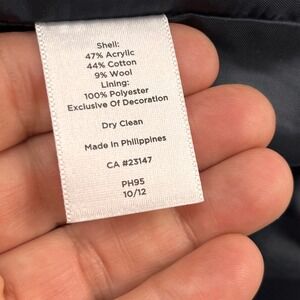 Shell:
47% Acrylic
44% Cotton
9% Wool
Lining:
100% Polyester
Exclusive Of Decoration
Dry Clean
Made in Philippines
CA #23147
PH95
10/12